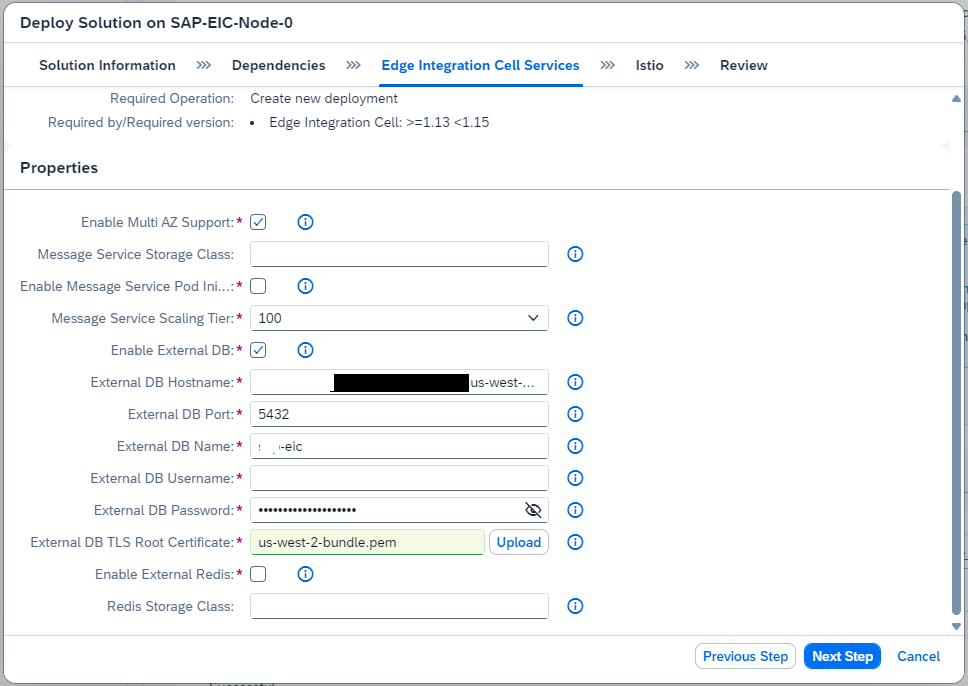 Deploy Solution on SAP-EIC-Node-0
Solution Information »» Dependencies »» Edge Integration Cell Services »» Istio »» Review
Required Operation: Create new deployment
Required by/Required version: • Edge Integration Cell: >=1.13 <1.15
Properties
Enable Multi AZ Support:*
Message Service Storage Class:
Enable Message Service Pod Ini...:*
Message Service Scaling Tier:* 100
Enable External DB:*
External DB Hostname:* us-west-...
External DB Port:* 5432
External DB Name:* -eic
External DB Username:*
External DB Password:* ••••••••••••••••••••
External DB TLS Root Certificate:* us-west-2-bundle.pem Upload
Enable External Redis:*
Redis Storage Class:
Previous Step Next Step Cancel